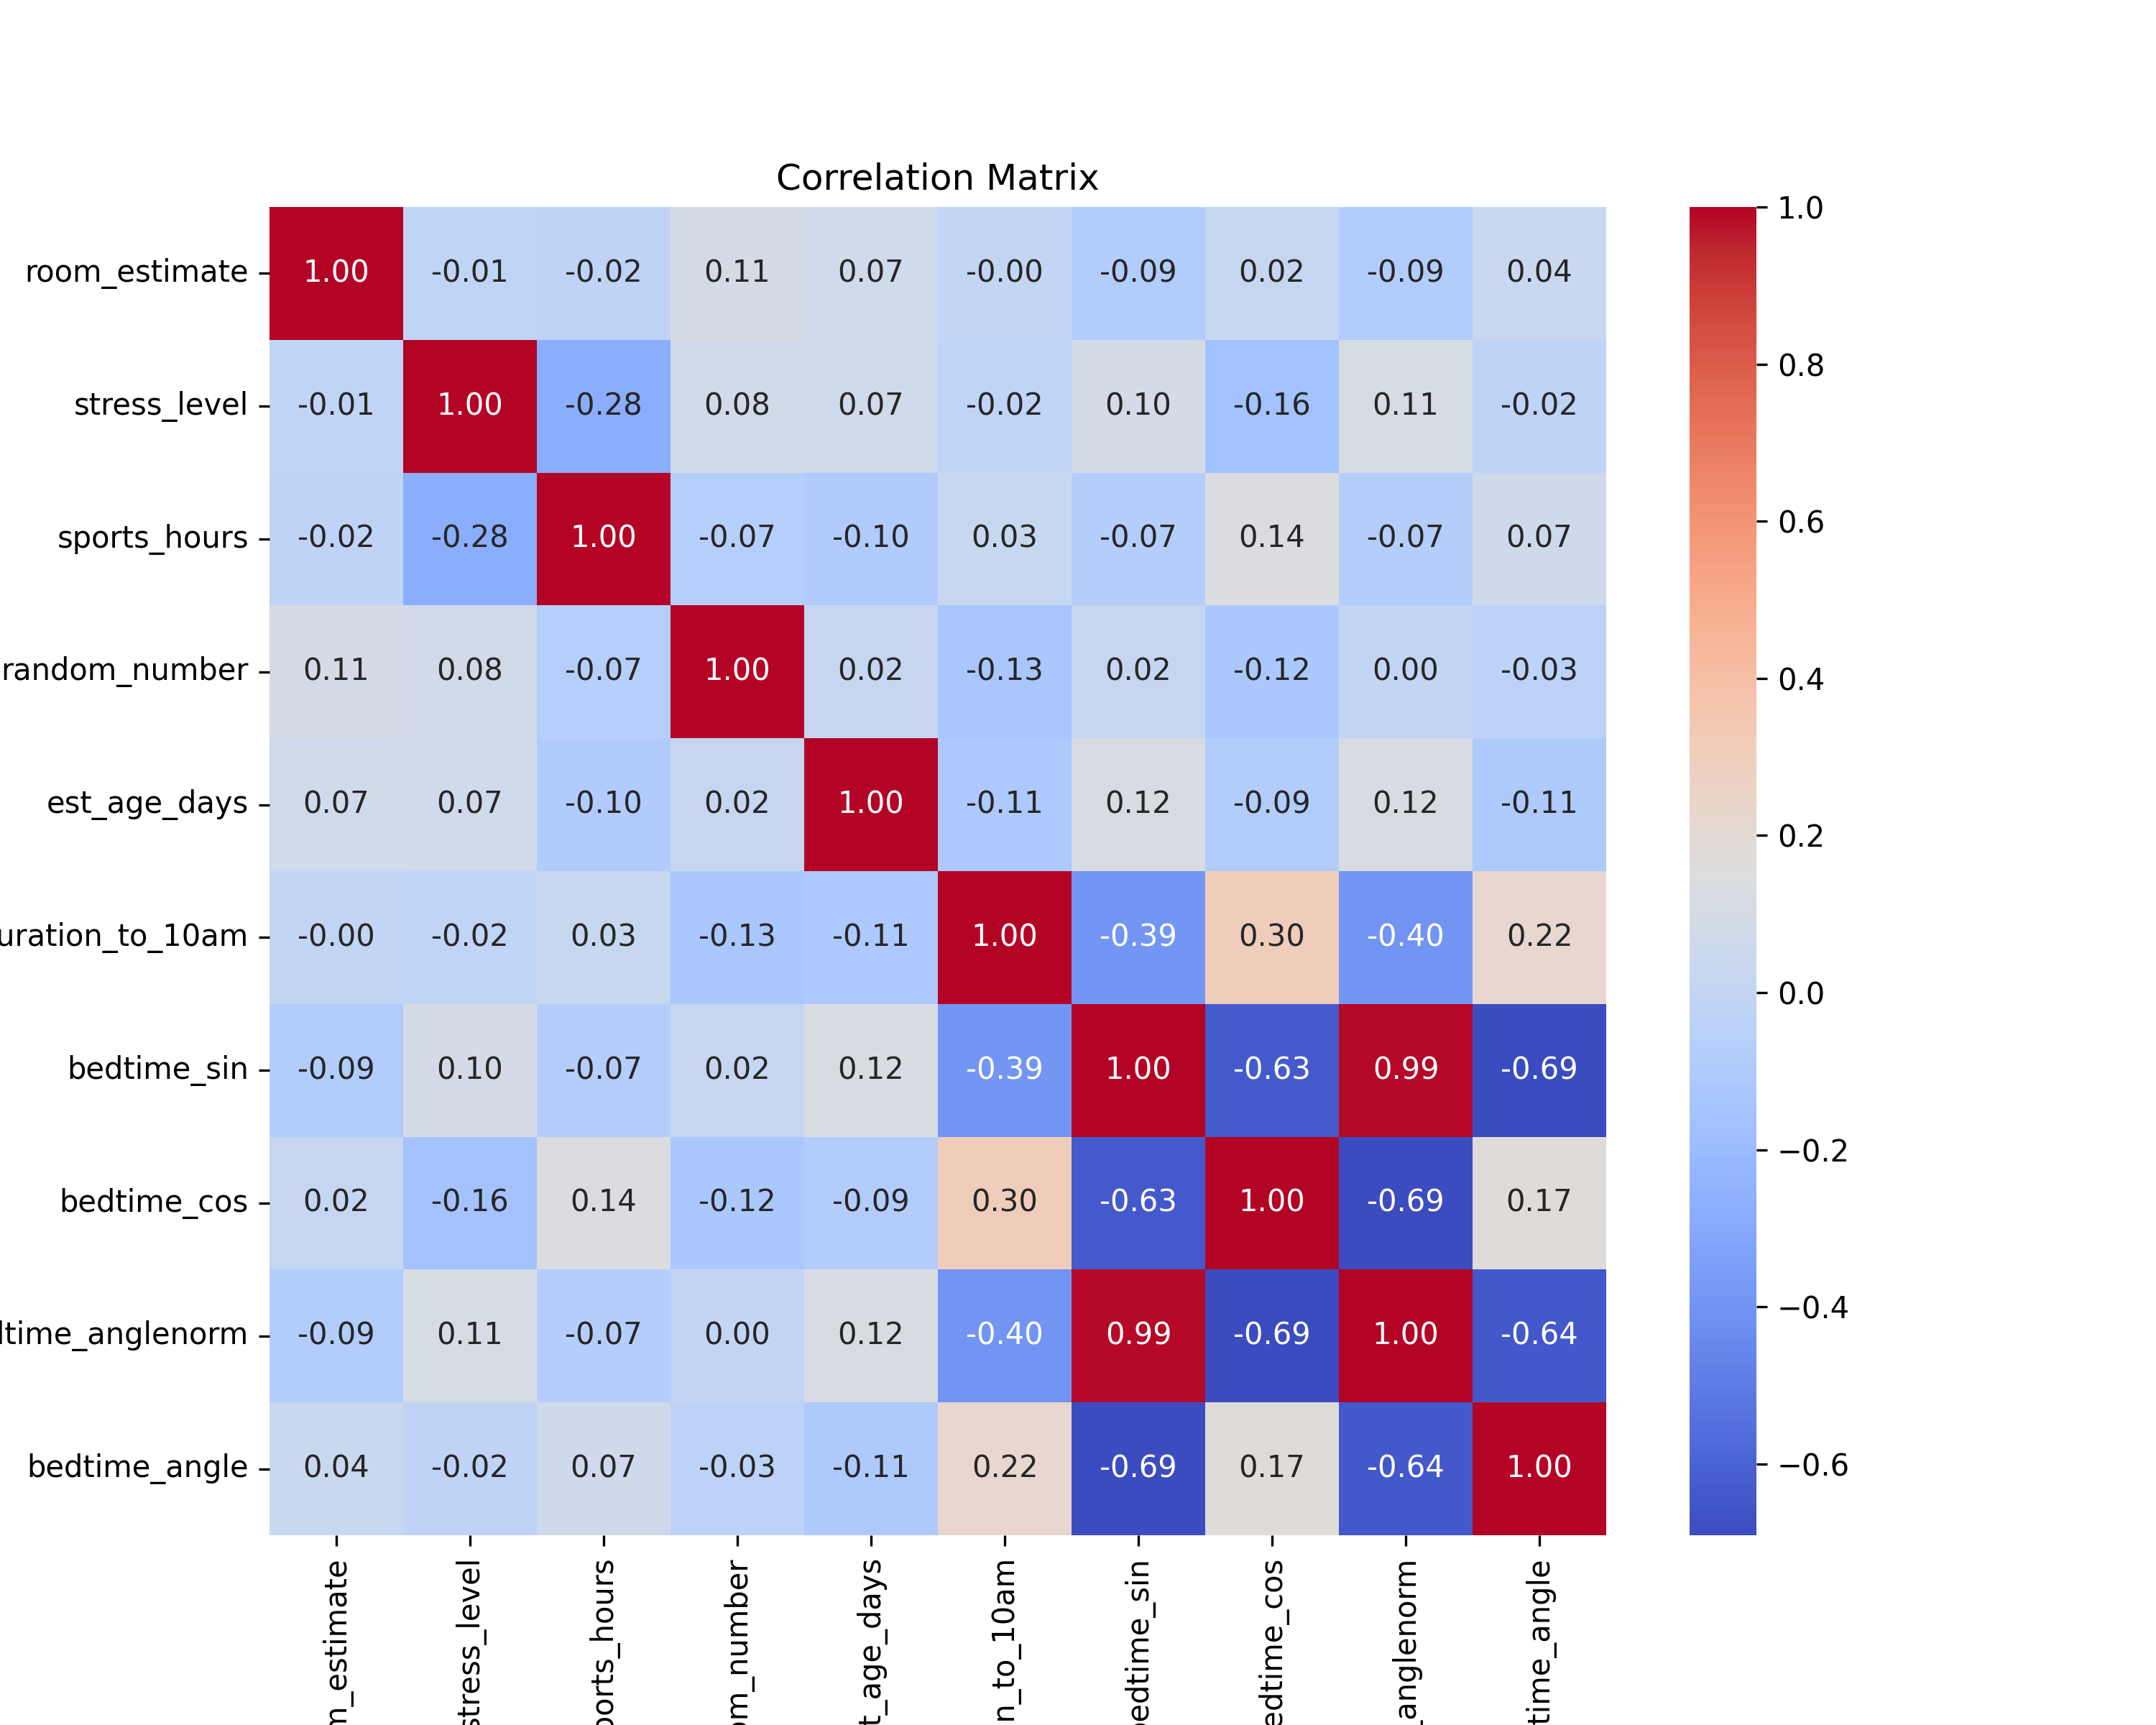 Correlation Matrix
room_estimate 1.00 -0.01 -0.02 0.11 0.07 -0.00 -0.09 0.02 -0.09 0.04
stress_level -0.01 1.00 -0.28 0.08 0.07 -0.02 0.10 -0.16 0.11 -0.02
sports_hours -0.02 -0.28 1.00 -0.07 -0.10 0.03 -0.07 0.14 -0.07 0.07
random_number 0.11 0.08 -0.07 1.00 0.02 -0.13 0.02 -0.12 0.00 -0.03
est_age_days 0.07 0.07 -0.10 0.02 1.00 -0.11 0.12 -0.09 0.12 -0.11
uration_to_10am -0.00 -0.02 0.03 -0.13 -0.11 1.00 -0.39 0.30 -0.40 0.22
bedtime_sin -0.09 0.10 -0.07 0.02 0.12 -0.39 1.00 -0.63 0.99 -0.69
bedtime_cos 0.02 -0.16 0.14 -0.12 -0.09 0.30 -0.63 1.00 -0.69 0.17
dtime_anglenorm -0.09 0.11 -0.07 0.00 0.12 -0.40 0.99 -0.69 1.00 -0.64
bedtime_angle 0.04 -0.02 0.07 -0.03 -0.11 0.22 -0.69 0.17 -0.64 1.00
m_estimate
stress_level
ports_hours
om_number
t_age_days
n_to_10am
bedtime_sin
edtime_cos
_anglenorm
time_angle
1.0
0.8
0.6
0.4
0.2
0.0
−0.2
−0.4
−0.6